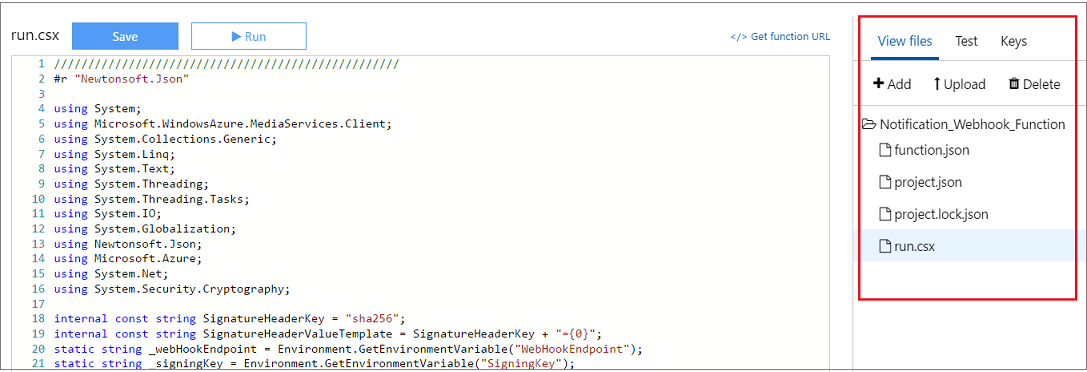 run.csx
Save
Run
</> Get function URL
1 ///////////////////////////////////////////////////
2 #r "Newtonsoft.Json"
3
4 using System;
5 using Microsoft.WindowsAzure.MediaServices.Client;
6 using System.Collections.Generic;
7 using System.Linq;
8 using System.Text;
9 using System.Threading;
10 using System.Threading.Tasks;
11 using System.IO;
12 using System.Globalization;
13 using Newtonsoft.Json;
14 using Microsoft.Azure;
15 using System.Net;
16 using System.Security.Cryptography;
17
18 internal const string SignatureHeaderKey = "sha256";
19 internal const string SignatureHeaderValueTemplate = SignatureHeaderKey + "={0}";
20 static string _webHookEndpoint = Environment.GetEnvironmentVariable("WebHookEndpoint");
21 static string _signingKey = Environment.GetEnvironmentVariable("SigningKey");
View files Test Keys
Add Upload Delete
Notification_Webhook_Function
function.json
project.json
project.lock.json
run.csx